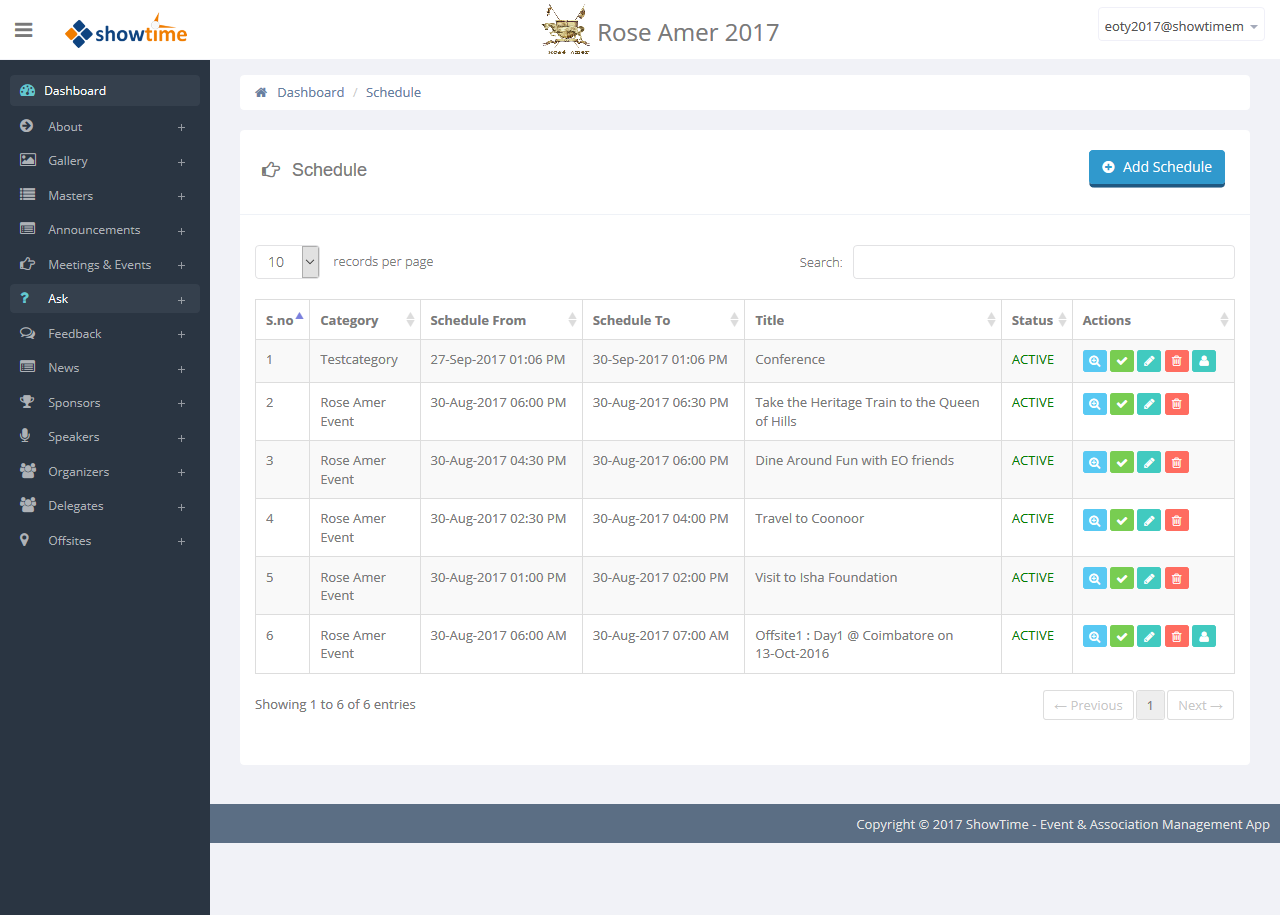 showtime
Rose Amer 2017
eoty2017@showtimem
Dashboard
About +
Gallery +
Masters +
Announcements +
Meetings & Events +
? Ask +
Feedback +
News +
Sponsors +
Speakers +
Organizers +
Delegates +
Offsites +
Dashboard / Schedule
Schedule
Add Schedule
10 records per page
Search:
S.no Category Schedule From Schedule To Title Status Actions
1 Testcategory 27-Sep-2017 01:06 PM 30-Sep-2017 01:06 PM Conference ACTIVE
2 Rose Amer Event 30-Aug-2017 06:00 PM 30-Aug-2017 06:30 PM Take the Heritage Train to the Queen of Hills ACTIVE
3 Rose Amer Event 30-Aug-2017 04:30 PM 30-Aug-2017 06:00 PM Dine Around Fun with EO friends ACTIVE
4 Rose Amer Event 30-Aug-2017 02:30 PM 30-Aug-2017 04:00 PM Travel to Coonoor ACTIVE
5 Rose Amer Event 30-Aug-2017 01:00 PM 30-Aug-2017 02:00 PM Visit to Isha Foundation ACTIVE
6 Rose Amer Event 30-Aug-2017 06:00 AM 30-Aug-2017 07:00 AM Offsite1 : Day1 @ Coimbatore on 13-Oct-2016 ACTIVE
Showing 1 to 6 of 6 entries
← Previous 1 Next →
Copyright © 2017 ShowTime - Event & Association Management App